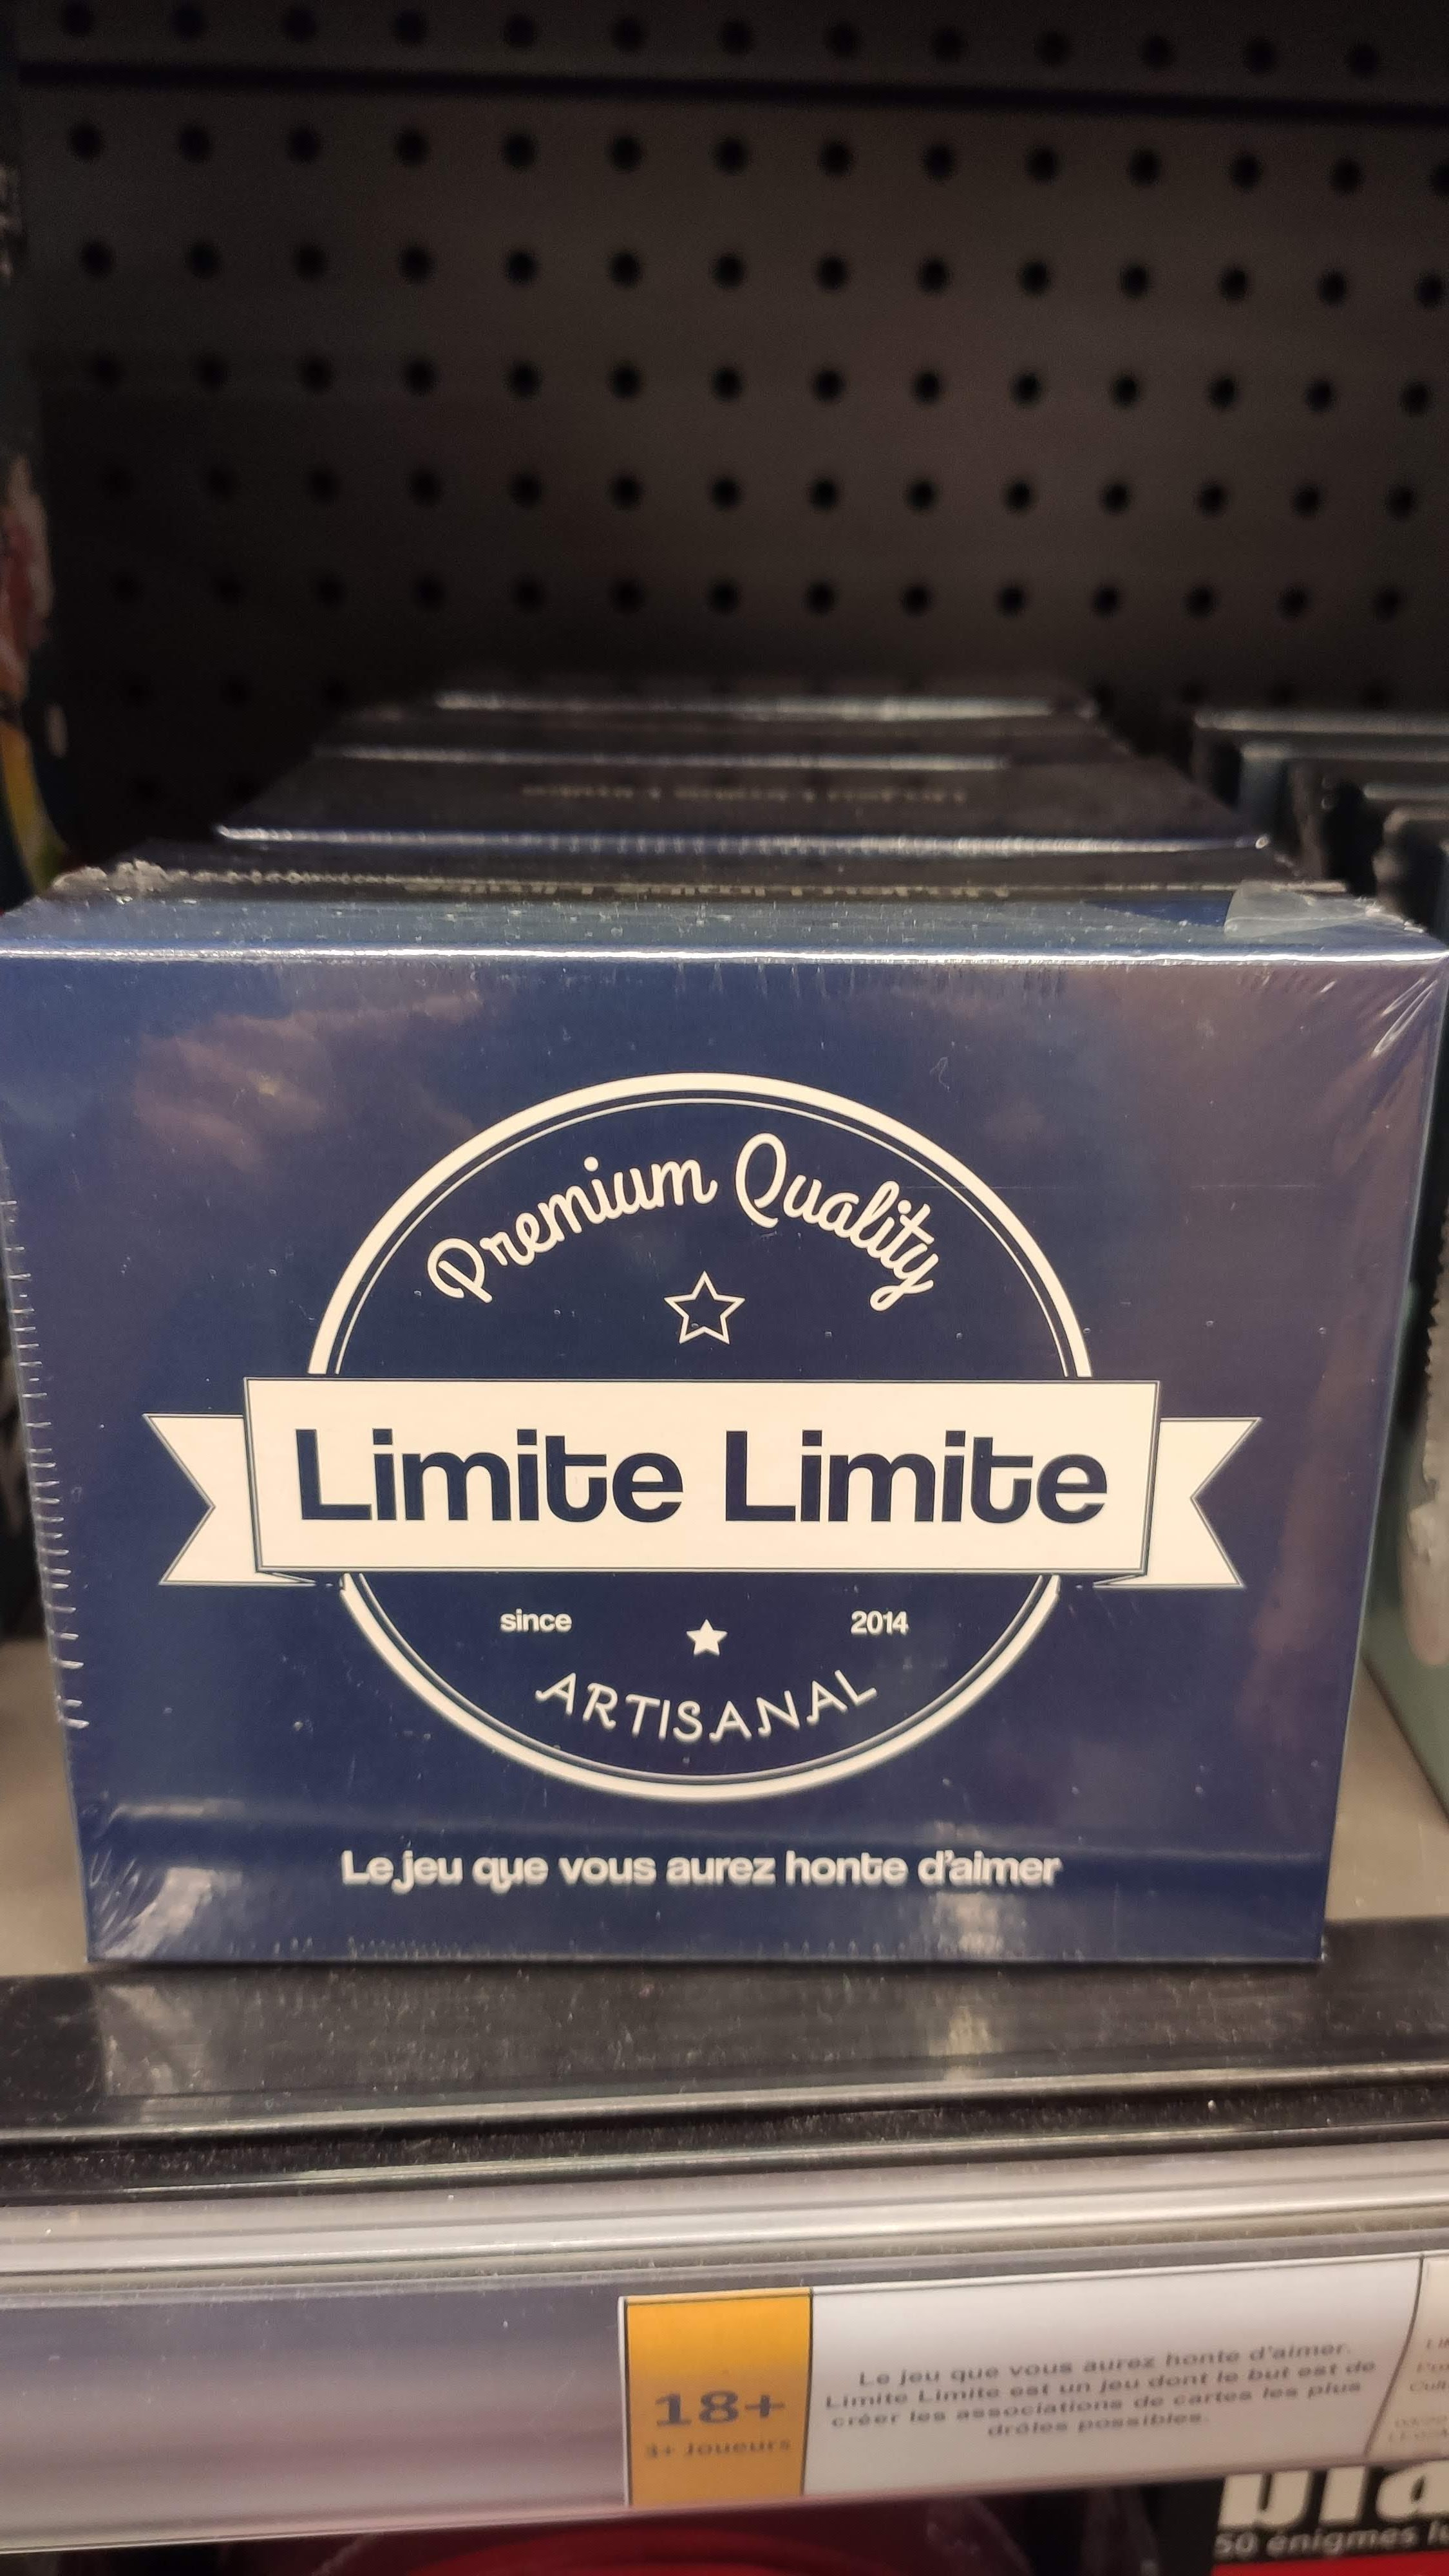 Premium Quality
Limite Limite
since 2014
ARTISANAL
Le jeu que vous aurez honte d'aimer
18+
3+ Joueurs
Le jeu que vous aurez honte d'aimer.
Limite Limite est un jeu dont le but est de
créer les associations de cartes les plus
drôles possibles.
50 énigmes